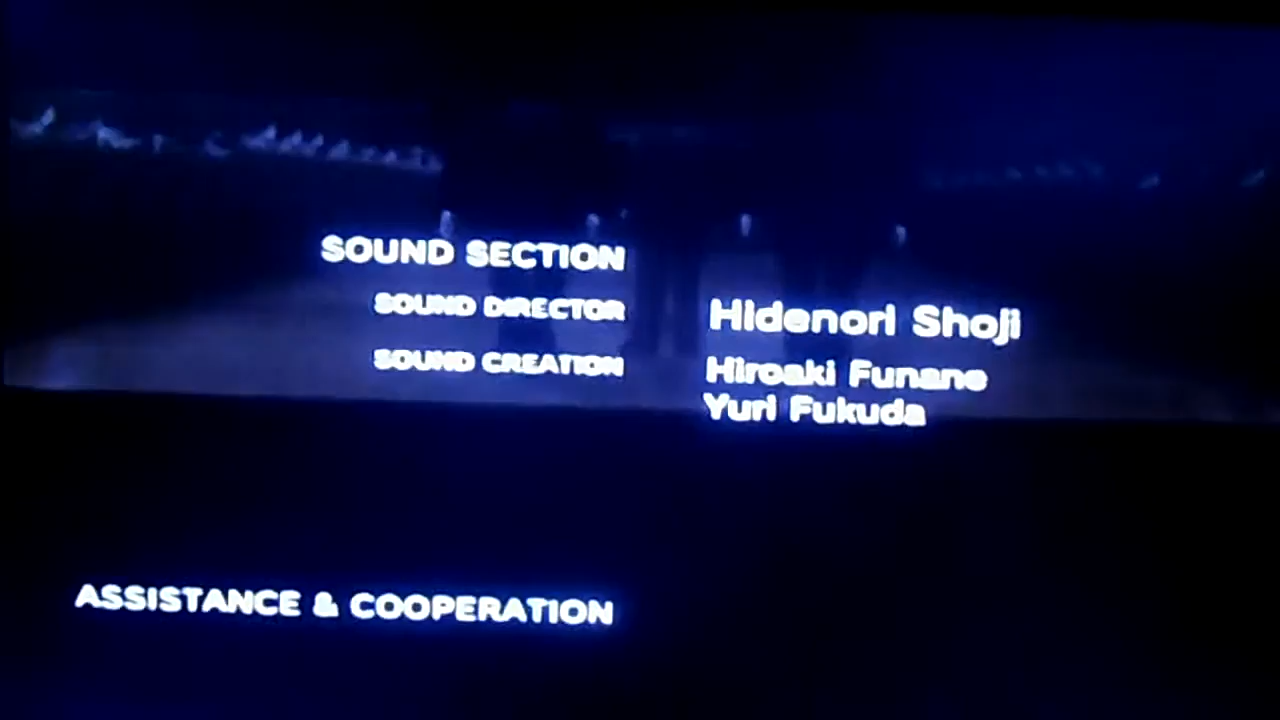 SOUND SECTION
SOUND DIRECTOR Hidenori Shoji
SOUND CREATION Hiroaki Funane
Yuri Fukuda
ASSISTANCE & COOPERATION